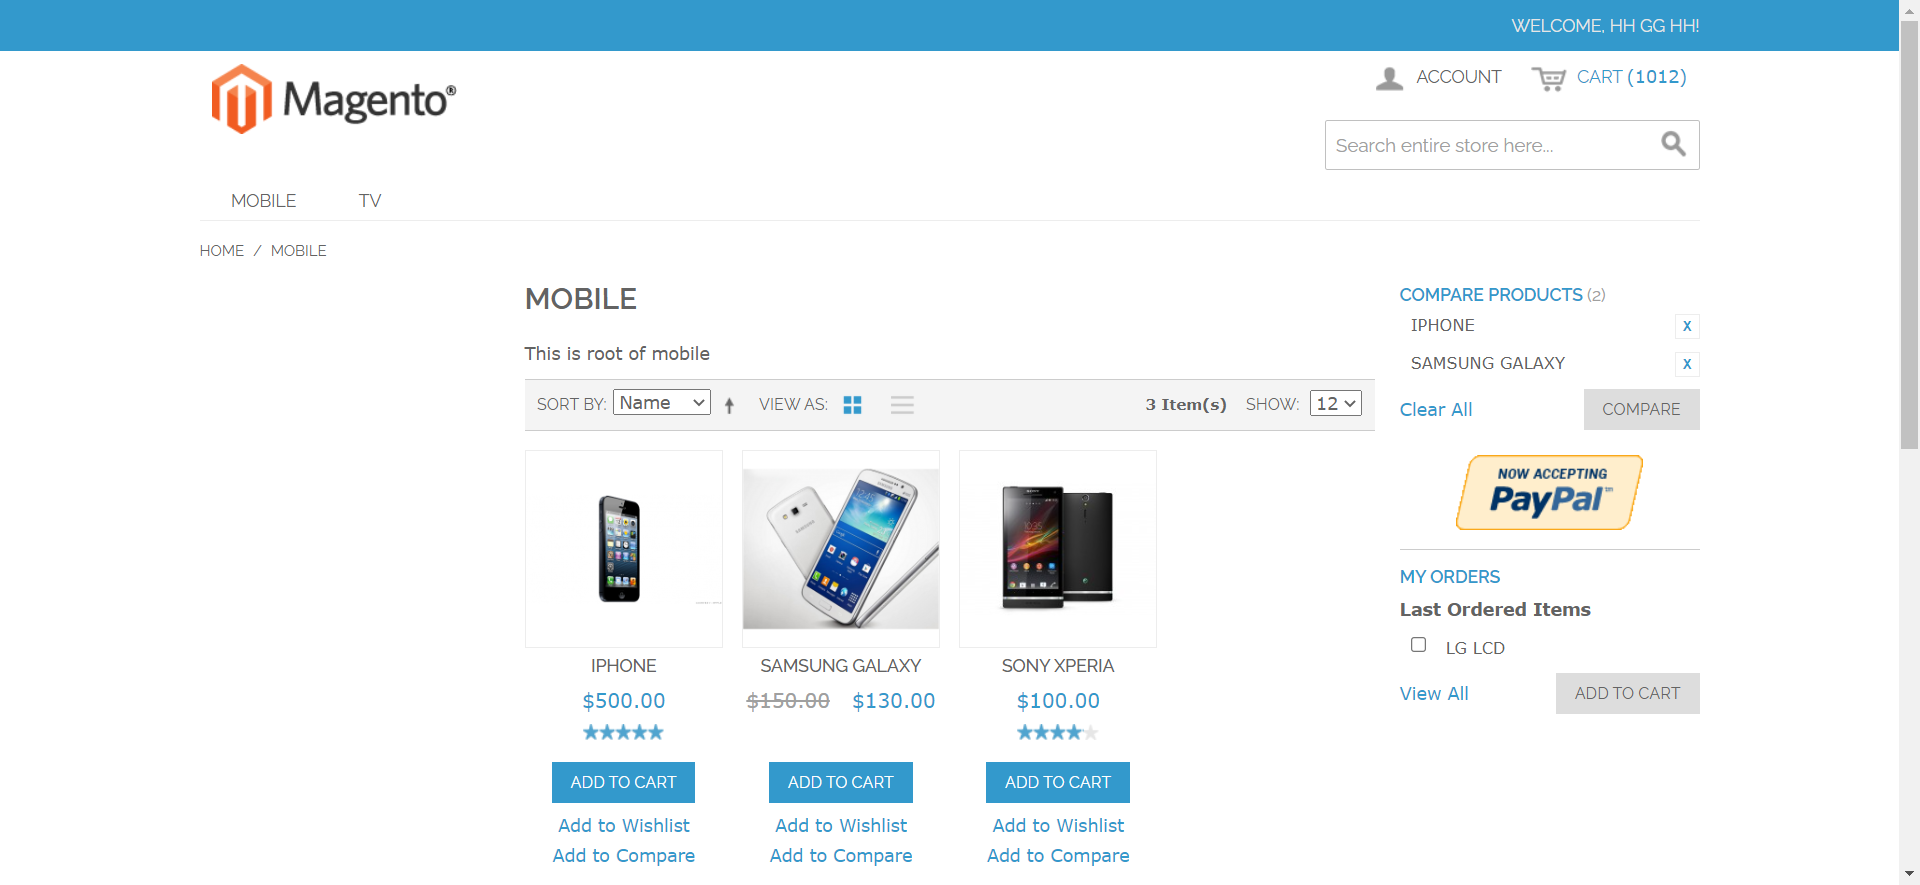 WELCOME, HH GG HH!
Magento®
ACCOUNT
CART (1012)
Search entire store here...
MOBILE
TV
HOME / MOBILE
MOBILE
This is root of mobile
SORT BY: Name
VIEW AS:
3 Item(s)
SHOW: 12
IPHONE
$500.00
ADD TO CART
Add to Wishlist
Add to Compare
SAMSUNG GALAXY
$150.00 $130.00
ADD TO CART
Add to Wishlist
Add to Compare
SONY XPERIA
$100.00
ADD TO CART
Add to Wishlist
Add to Compare
COMPARE PRODUCTS (2)
IPHONE X
SAMSUNG GALAXY X
Clear All COMPARE
NOW ACCEPTING
PayPal™
MY ORDERS
Last Ordered Items
LG LCD
View All ADD TO CART